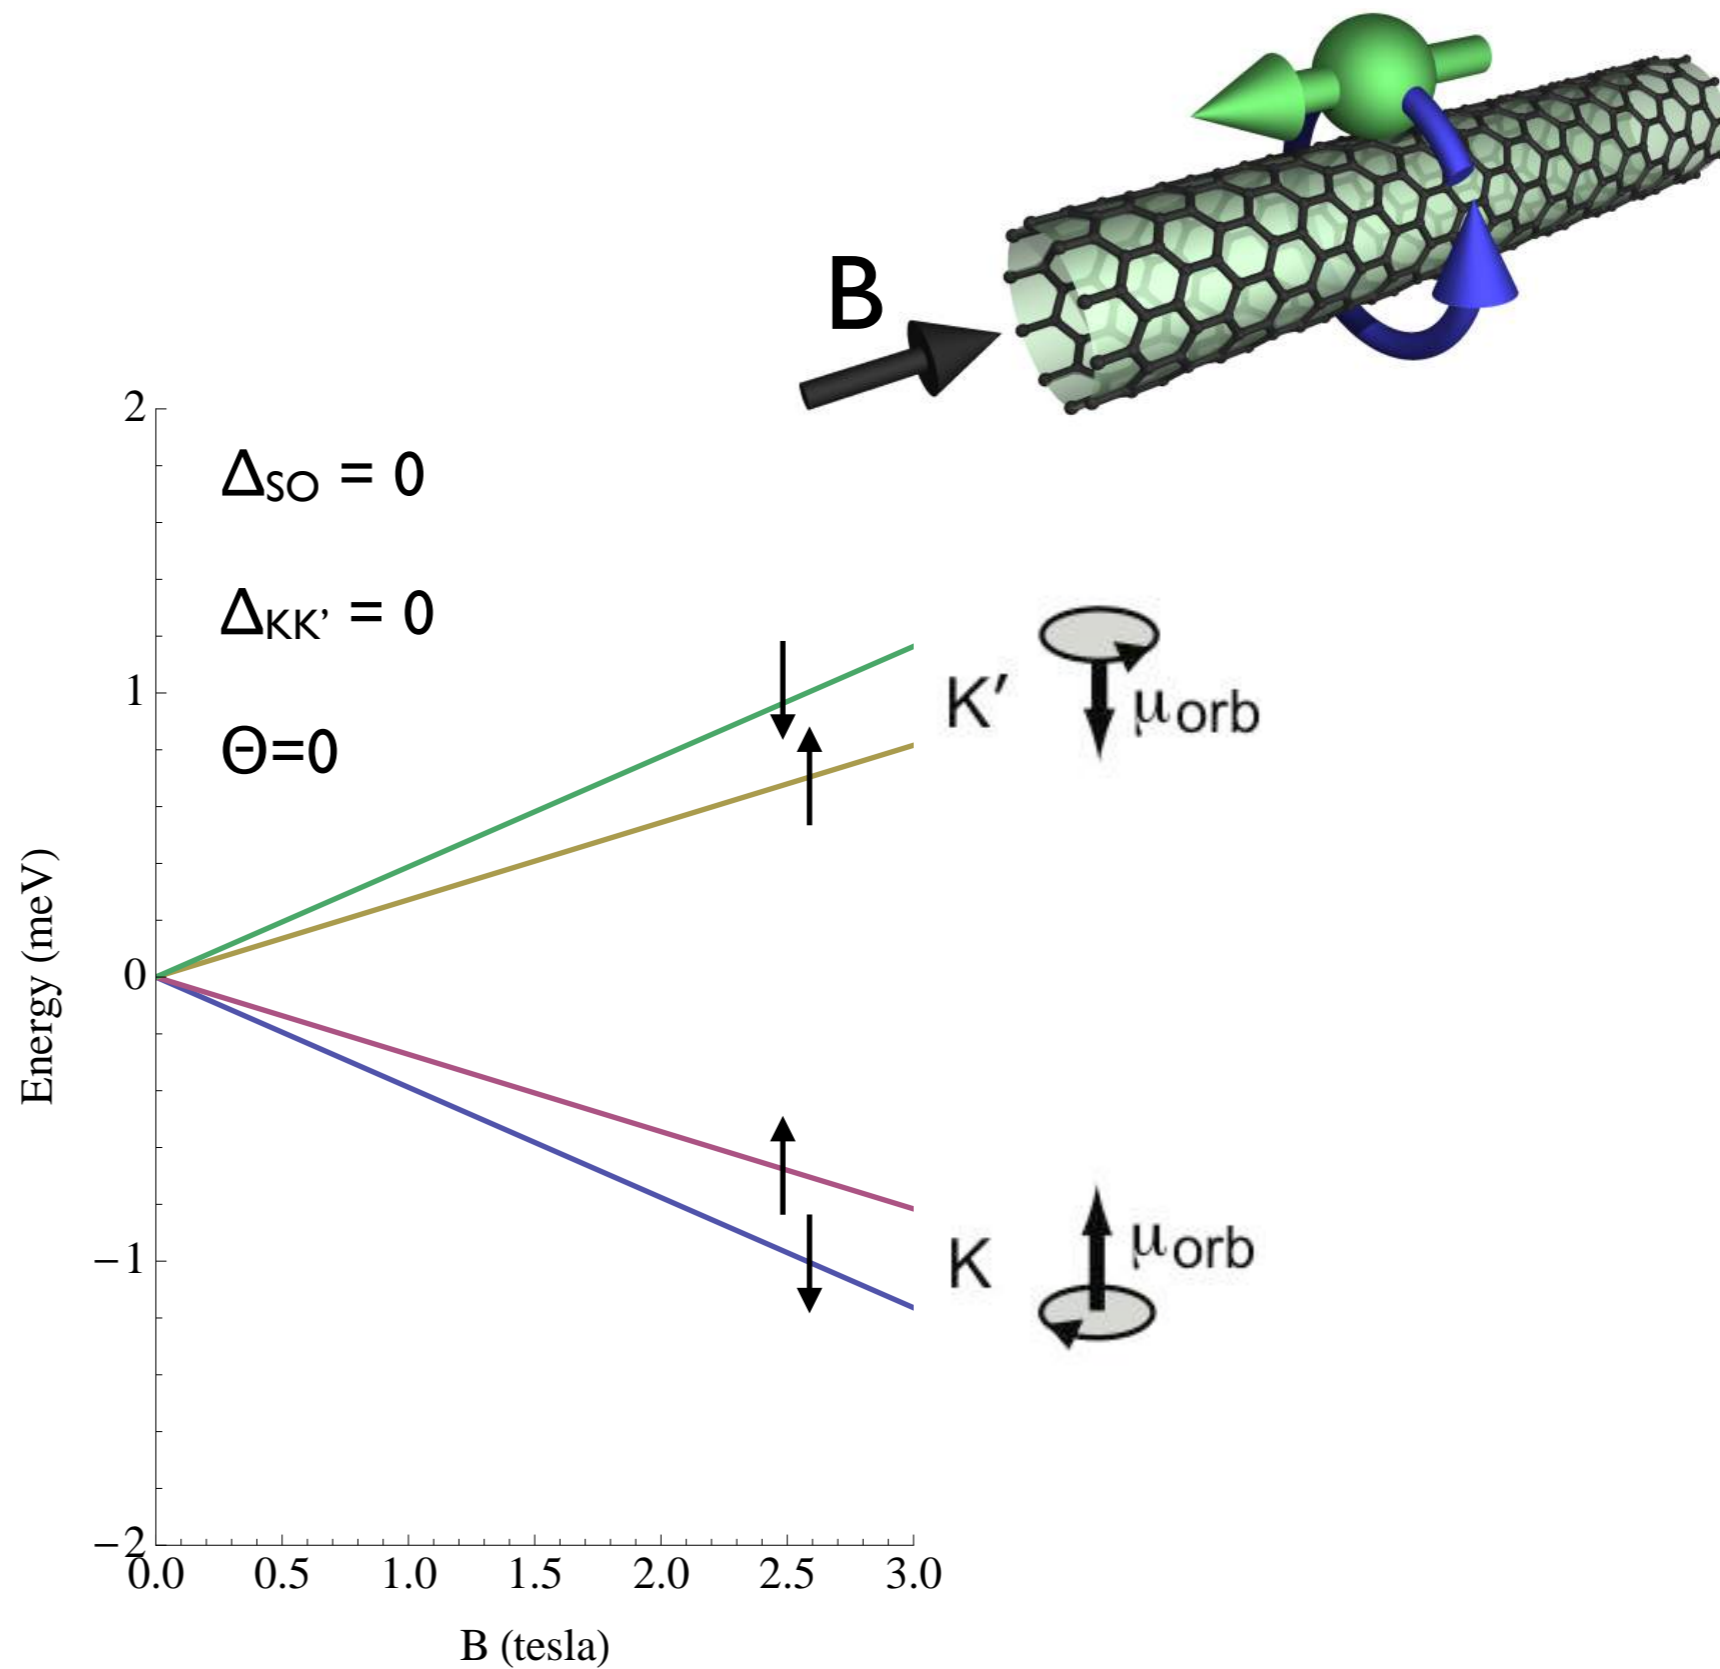 B
2
ΔSO = 0
ΔKK' = 0
1
Θ=0
K′
μorb
0
Energy (meV)
−1
K
μorb
−2
0.0 0.5 1.0 1.5 2.0 2.5 3.0
B (tesla)